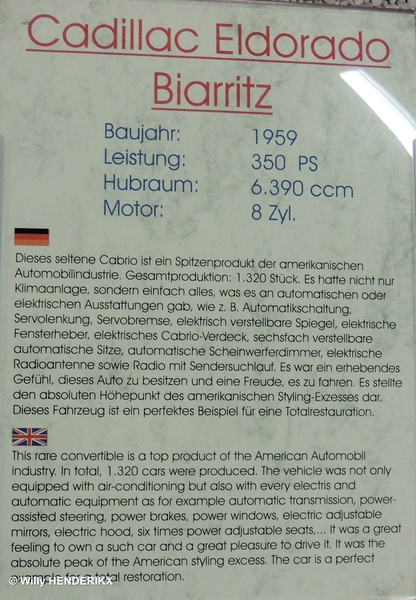 Cadillac Eldorado
Biarritz
Baujahr: 1959
Leistung: 350 PS
Hubraum: 6.390 ccm
Motor: 8 Zyl.
Dieses seltene Cabrio ist ein Spitzenprodukt der amerikanischen
Automobilindustrie. Gesamtproduktion: 1.320 Stück. Es hatte nicht nur
Klimaanlage, sondern einfach alles, was es an automatischen oder
elektrischen Ausstattungen gab, wie z. B. Automatikschaltung,
Servolenkung, Servobremse, elektrisch verstellbare Spiegel, elektrische
Fensterheber, elektrisches Cabrio-Verdeck, sechsfach verstellbare
automatische Sitze, automatische Scheinwerferdimmer, elektrische
Radioantenne sowie Radio mit Sendersuchlauf. Es war ein erhebendes
Gefühl, dieses Auto zu besitzen und eine Freude, es zu fahren. Es stellte
den absoluten Höhepunkt des amerikanischen Styling-Exzesses dar.
Dieses Fahrzeug ist ein perfektes Beispiel für eine Totalrestauration.
This rare convertible is a top product of the American Automobil
industry. In total, 1.320 cars were produced. The vehicle was not only
equipped with air-conditioning but also with every electris and
automatic equipment as for example automatic transmission, power-
assisted steering, power brakes, power windows, electric adjustable
mirrors, electric hood, six times power adjustable seats,... It was a great
feeling to own a such car and a great pleasure to drive it. It was the
absolute peak of the American styling excess. The car is a perfect
restoration.
© Willy HENDERIKX